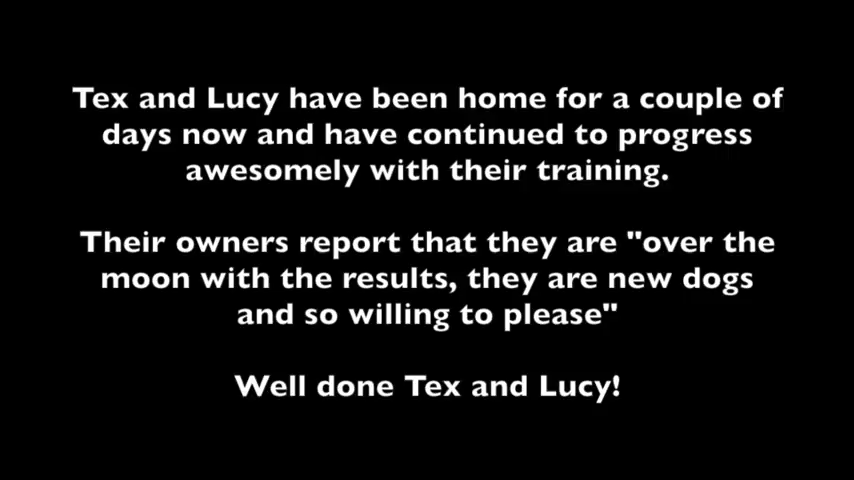 Tex and Lucy have been home for a couple of
days now and have continued to progress
awesomely with their training.
Their owners report that they are "over the
moon with the results, they are new dogs
and so willing to please"
Well done Tex and Lucy!